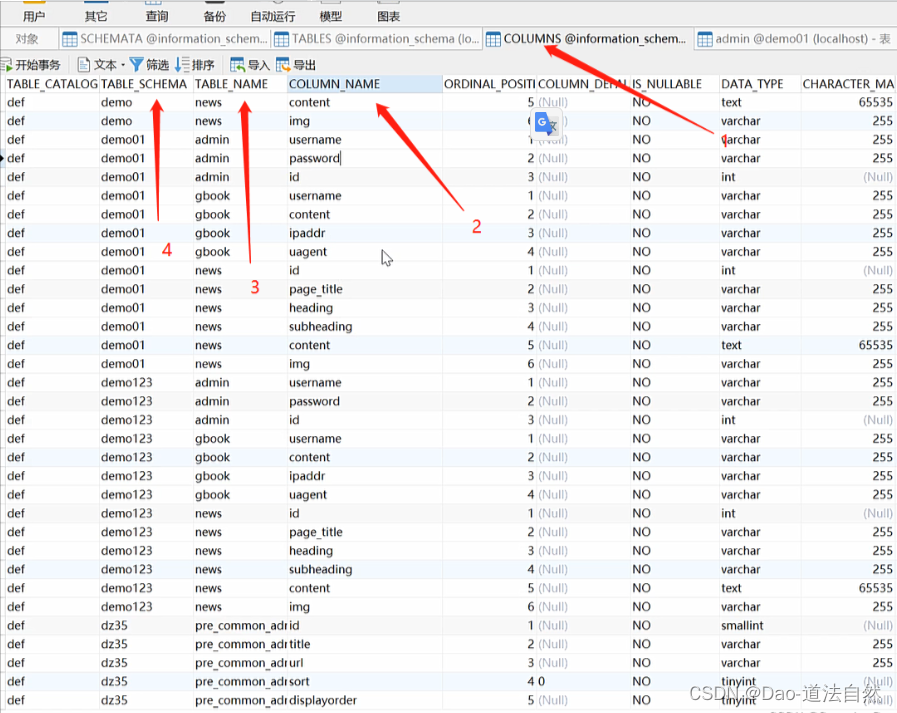 用户 其它 查询 备份 自动运行 模型 图表
对象 SCHEMATA @information_schem... TABLES @information_schema (lo... COLUMNS @information_schem... admin @demo01 (localhost) - 表
开始事务 文本 筛选 排序 导入 导出
TABLE_CATALOG TABLE_SCHEMA TABLE_NAME COLUMN_NAME ORDINAL_POSITI COLUMN_DEFA IS_NULLABLE DATA_TYPE CHARACTER_MA
def demo news content 5 (Null) NO text 65535
def demo news img 6 NO varchar 255
def demo01 admin username 1 (Null) NO varchar 255
def demo01 admin password 2 (Null) NO varchar 255
def demo01 admin id 3 (Null) NO int (Null)
def demo01 gbook username 1 (Null) NO varchar 255
def demo01 gbook content 2 (Null) NO varchar 255
def demo01 gbook ipaddr 3 (Null) NO varchar 255
def demo01 gbook uagent 4 (Null) NO varchar 255
def demo01 news id 1 (Null) NO int (Null)
def demo01 news page_title 2 (Null) NO varchar 255
def demo01 news heading 3 (Null) NO varchar 255
def demo01 news subheading 4 (Null) NO varchar 255
def demo01 news content 5 (Null) NO text 65535
def demo01 news img 6 (Null) NO varchar 255
def demo123 admin username 1 (Null) NO varchar 255
def demo123 admin password 2 (Null) NO varchar 255
def demo123 admin id 3 (Null) NO int (Null)
def demo123 gbook username 1 (Null) NO varchar 255
def demo123 gbook content 2 (Null) NO varchar 255
def demo123 gbook ipaddr 3 (Null) NO varchar 255
def demo123 gbook uagent 4 (Null) NO varchar 255
def demo123 news id 1 (Null) NO int (Null)
def demo123 news page_title 2 (Null) NO varchar 255
def demo123 news heading 3 (Null) NO varchar 255
def demo123 news subheading 4 (Null) NO varchar 255
def demo123 news content 5 (Null) NO text 65535
def demo123 news img 6 (Null) NO varchar 255
def dz35 pre_common_adm id 1 (Null) NO smallint (Null)
def dz35 pre_common_adm title 2 (Null) NO varchar 255
def dz35 pre_common_adm url 3 (Null) NO varchar 255
def dz35 pre_common_adm sort 4 0 NO tinyint (Null)
def dz35 pre_common_adm displayorder 5 (Null) NO tinyint (Null)
1
2
3
4
CSDN @Dao-道法自然